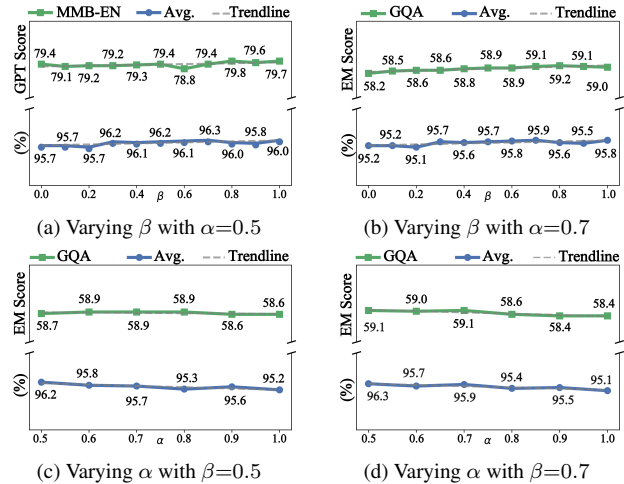 MMB-EN Avg. Trendline
GPT Score
79.4 79.1 79.2 79.2 79.3 79.4 78.8 79.4 79.8 79.6 79.7
(%)
95.7 95.7 95.7 96.2 96.1 96.2 96.1 96.3 96.0 95.8 96.0
0.0 0.2 0.4 β 0.6 0.8 1.0
(a) Varying β with α=0.5
GQA Avg. Trendline
EM Score
58.2 58.5 58.6 58.6 58.8 58.9 58.9 59.1 59.2 59.1 59.0
(%)
95.2 95.2 95.1 95.7 95.6 95.7 95.8 95.9 95.6 95.5 95.8
0.0 0.2 0.4 β 0.6 0.8 1.0
(b) Varying β with α=0.7
GQA Avg. Trendline
EM Score
58.7 58.9 58.9 58.9 58.6 58.6
(%)
96.2 95.8 95.7 95.3 95.6 95.2
0.5 0.6 0.7 α 0.8 0.9 1.0
(c) Varying α with β=0.5
GQA Avg. Trendline
EM Score
59.1 59.0 59.1 58.6 58.4 58.4
(%)
96.3 95.7 95.9 95.4 95.5 95.1
0.5 0.6 0.7 α 0.8 0.9 1.0
(d) Varying α with β=0.7